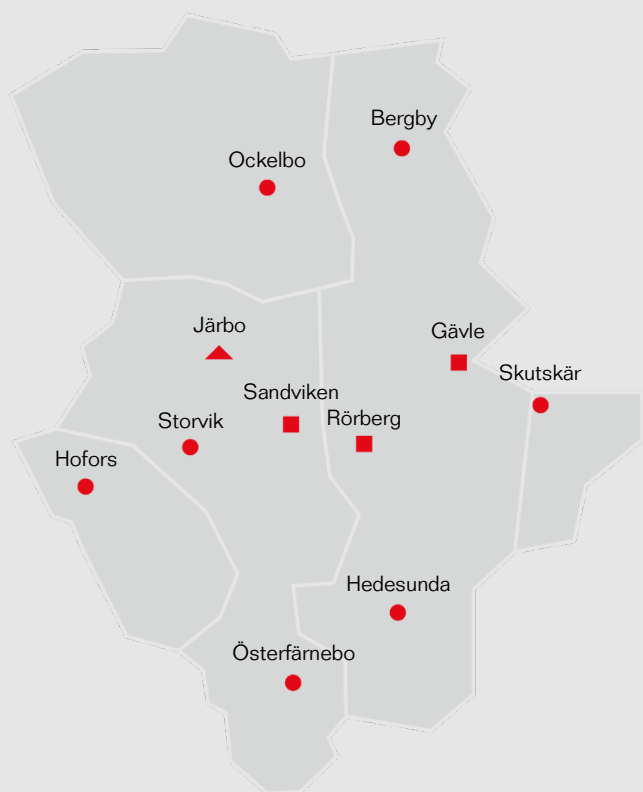 Bergby
Ockelbo
Järbo
Gävle
Skutskär
Sandviken
Storvik
Rörberg
Hofors
Hedesunda
Österfärnebo